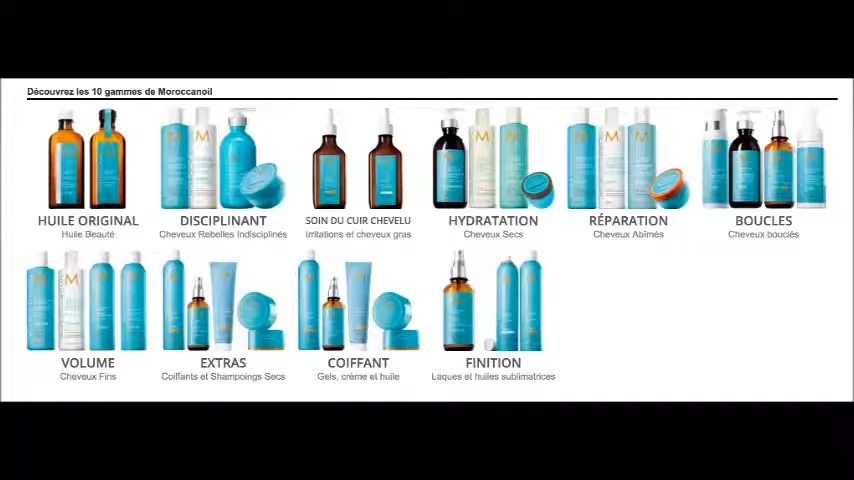 Découvrez les 10 gammes de Moroccanoil
HUILE ORIGINAL
Huile Beauté
DISCIPLINANT
Cheveux Rebelles Indisciplinés
SOIN DU CUIR CHEVELU
Irritations et cheveux gras
HYDRATATION
Cheveux Secs
RÉPARATION
Cheveux Abîmés
BOUCLES
Cheveux bouclés
VOLUME
Cheveux Fins
EXTRAS
Coiffants et Shampoings Secs
COIFFANT
Gels, crème et huile
FINITION
Laques et huiles sublimatrices